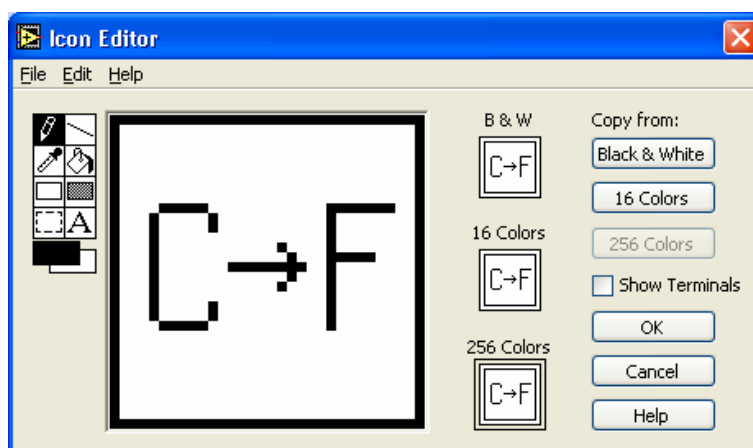 Icon Editor
File Edit Help
A
C→F
B & W
C→F
16 Colors
C→F
256 Colors
C→F
Copy from:
Black & White
16 Colors
256 Colors
Show Terminals
OK
Cancel
Help